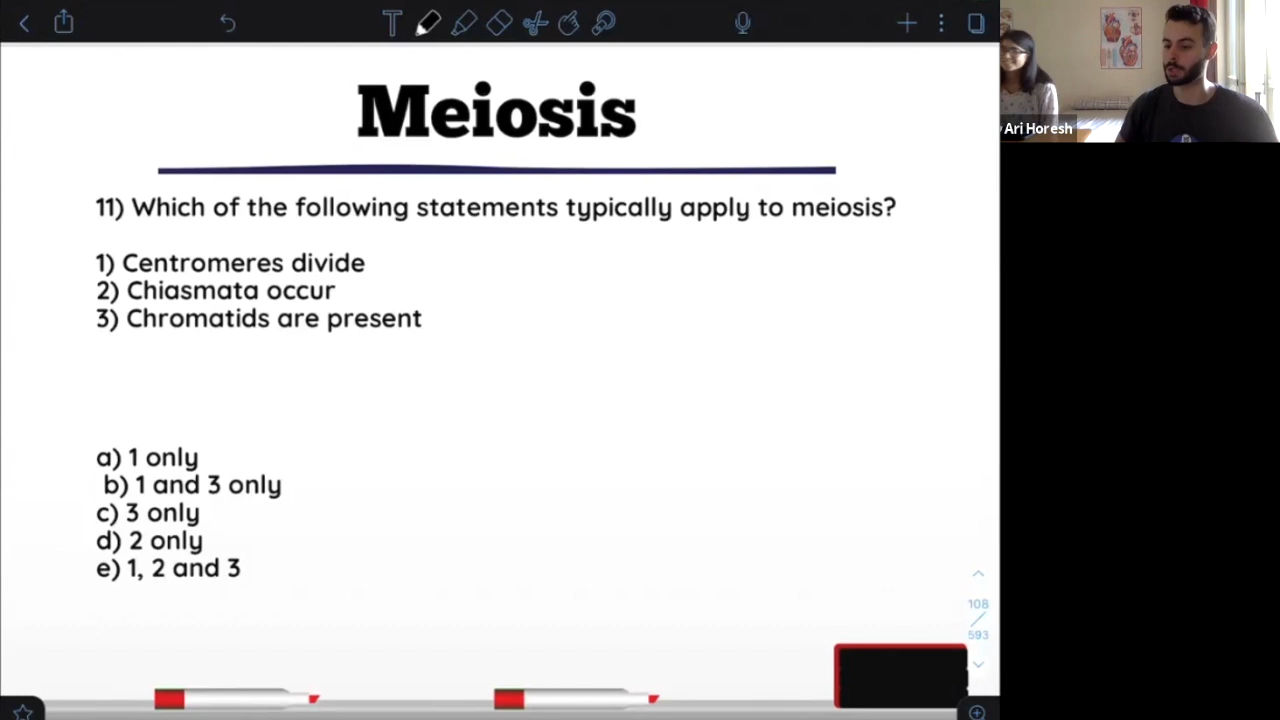 Meiosis
11) Which of the following statements typically apply to meiosis?
1) Centromeres divide
2) Chiasmata occur
3) Chromatids are present
a) 1 only
b) 1 and 3 only
c) 3 only
d) 2 only
e) 1, 2 and 3
108
593
Ari Horesh